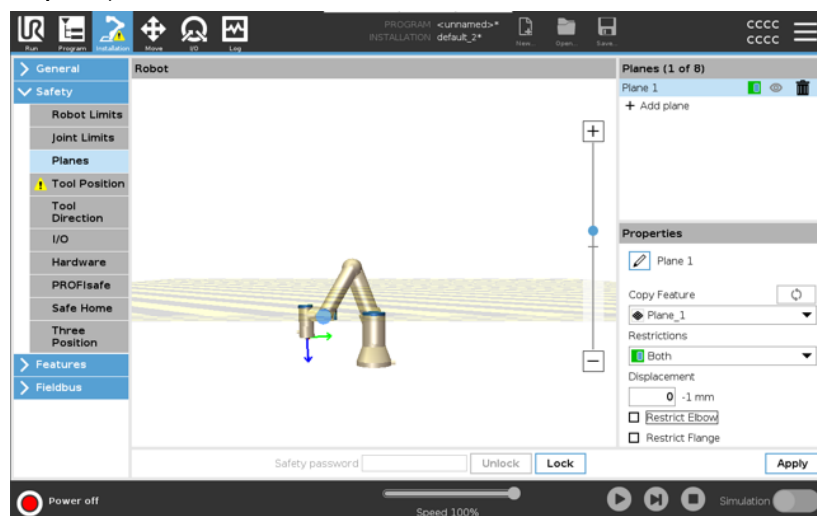 PROGRAM <unnamed>*
INSTALLATION default_2*
UR
Run
Program
Installation
Move
I/O
Log
New...
Open...
Save...
CCCC
CCCC
General
Safety
Robot Limits
Joint Limits
Planes
Tool Position
Tool
Direction
I/O
Hardware
PROFIsafe
Safe Home
Three
Position
Features
Fieldbus
Robot
Planes (1 of 8)
Plane 1
+ Add plane
Properties
Plane 1
Copy Feature
Plane_1
Restrictions
Both
Displacement
0 -1 mm
Restrict Elbow
Restrict Flange
Safety password
Unlock
Lock
Apply
Power off
Speed 100%
Simulation